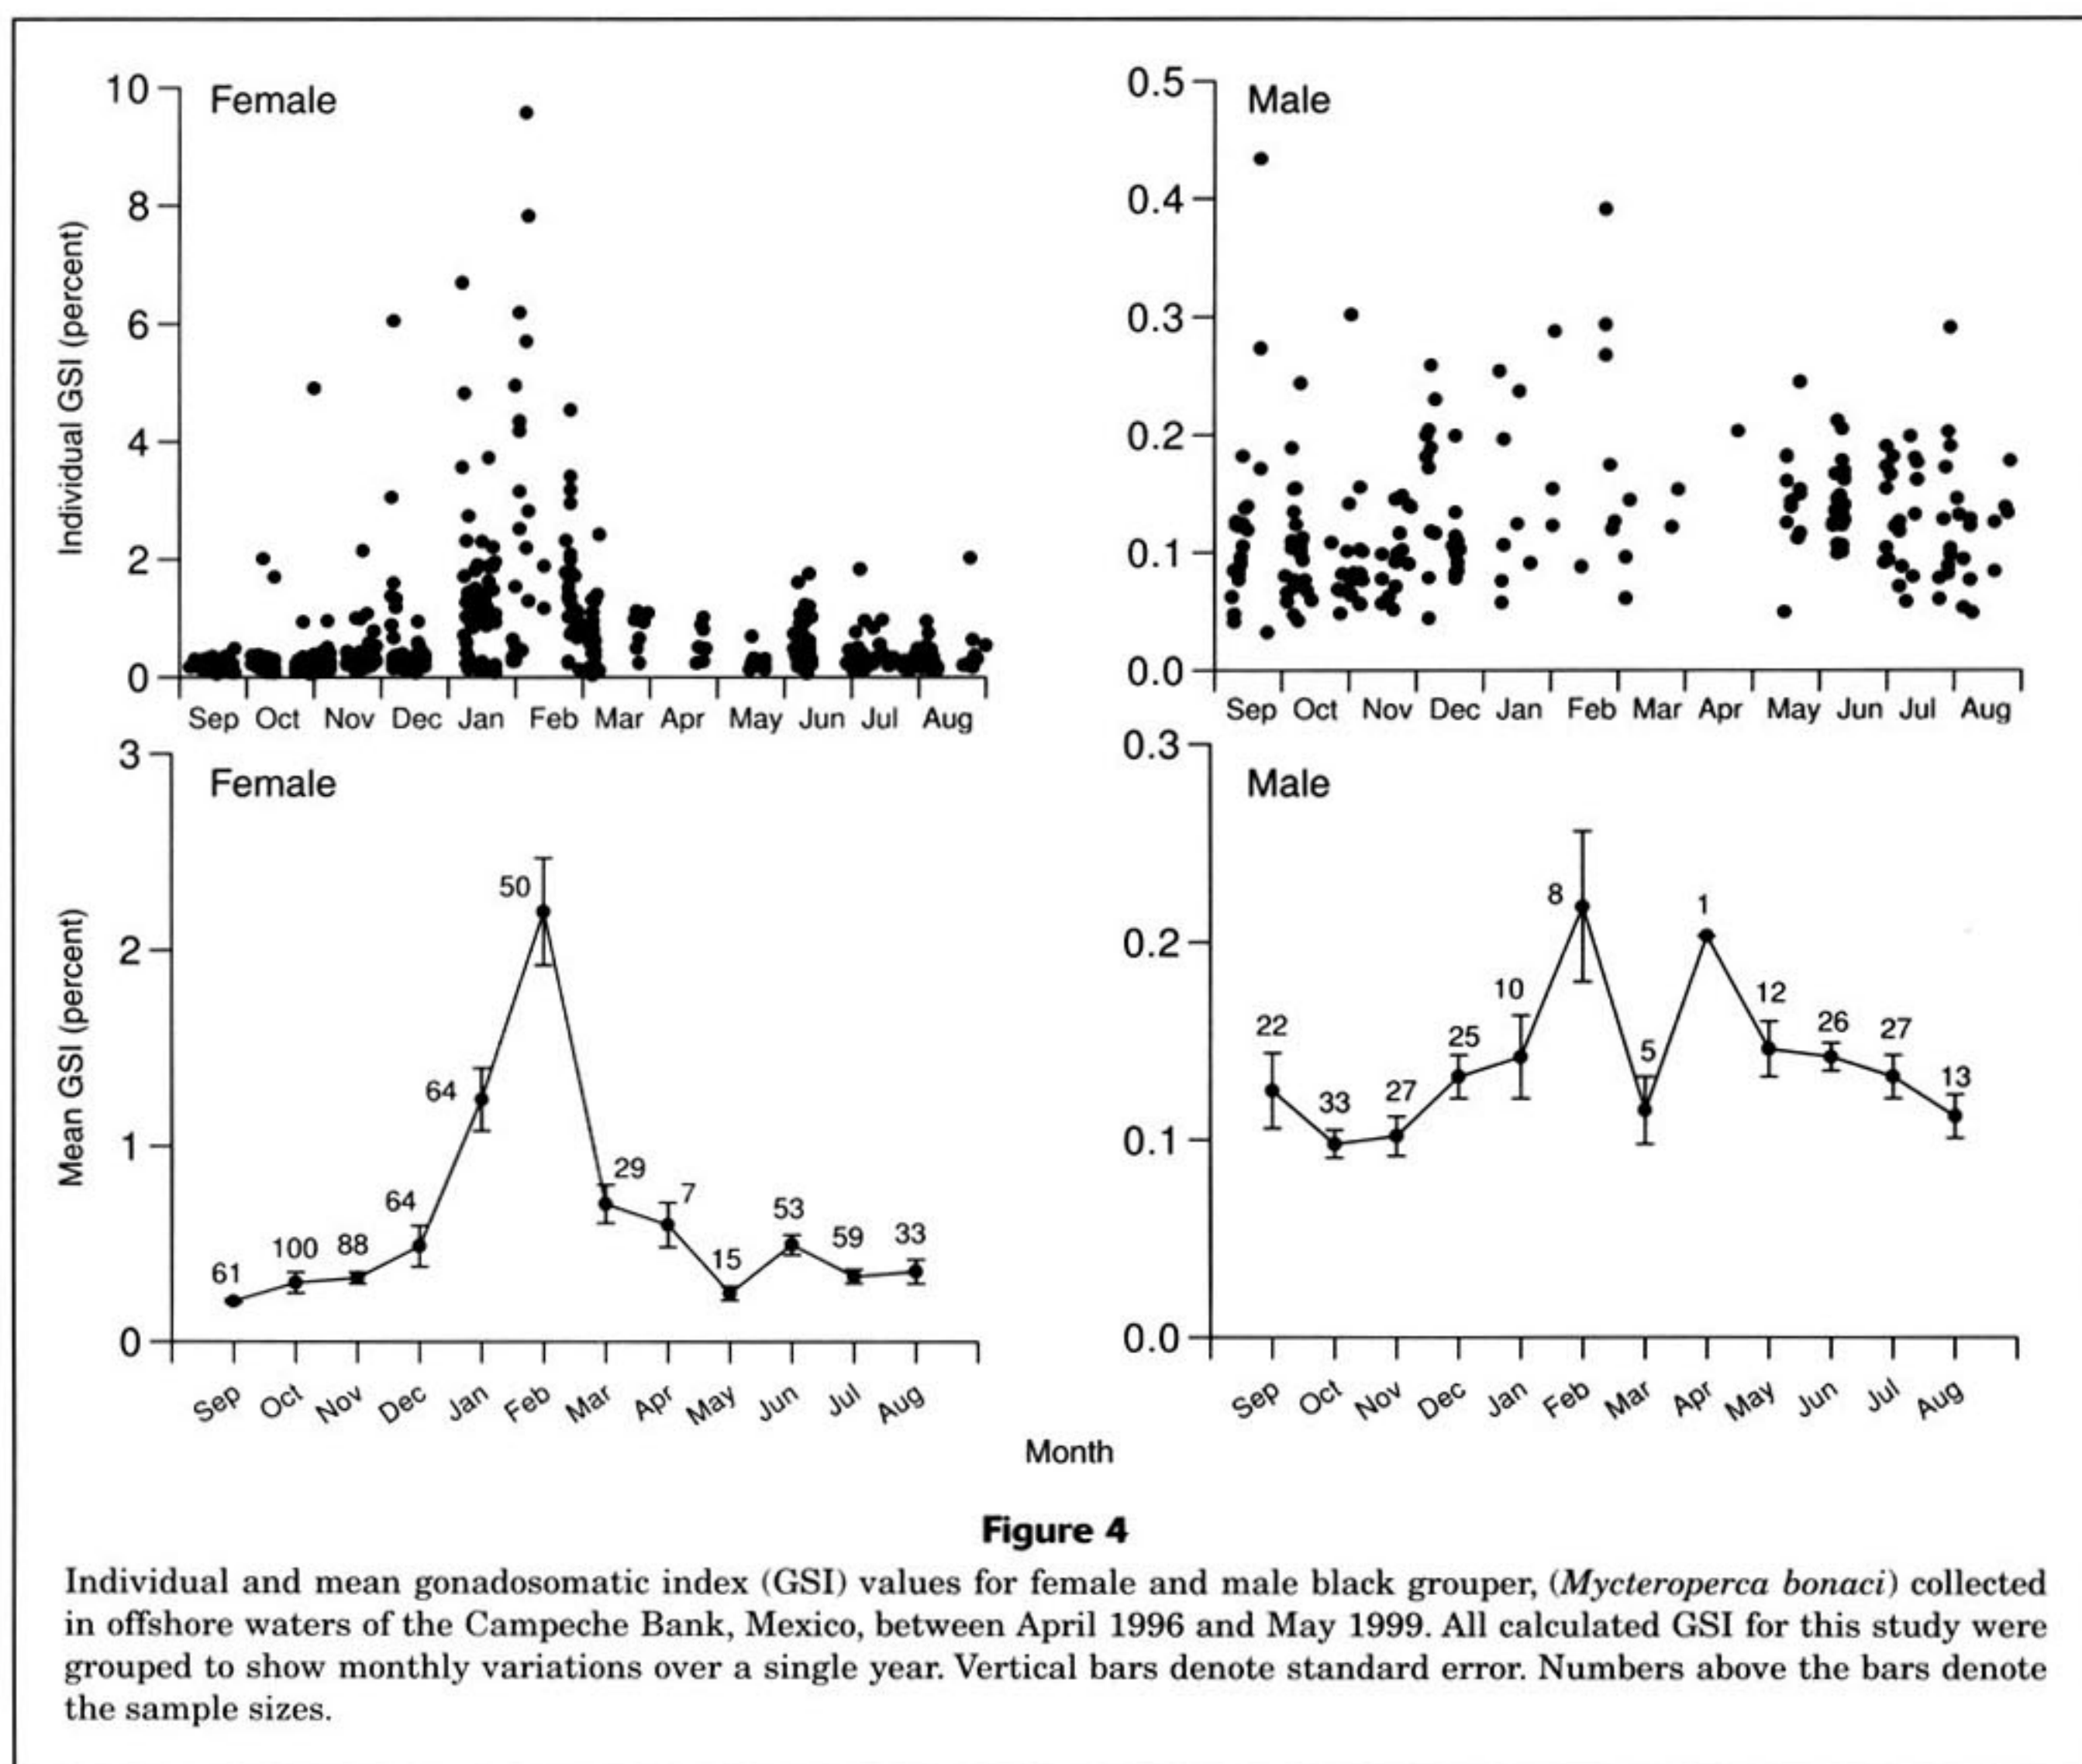 Female
10
8
6
4
2
0
Individual GSI (percent)
Sep Oct Nov Dec Jan Feb Mar Apr May Jun Jul Aug
Male
0.5
0.4
0.3
0.2
0.1
0.0
Sep Oct Nov Dec Jan Feb Mar Apr May Jun Jul Aug
Female
3
2
1
0
Mean GSI (percent)
61 100 88 64 64 50 29 7 15 53 59 33
Sep Oct Nov Dec Jan Feb Mar Apr May Jun Jul Aug
Male
0.3
0.2
0.1
0.0
22 33 27 25 10 8 5 1 12 26 27 13
Sep Oct Nov Dec Jan Feb Mar Apr May Jun Jul Aug
Month
Figure 4
Individual and mean gonadosomatic index (GSI) values for female and male black grouper, (Mycteroperca bonaci) collected
in offshore waters of the Campeche Bank, Mexico, between April 1996 and May 1999. All calculated GSI for this study were
grouped to show monthly variations over a single year. Vertical bars denote standard error. Numbers above the bars denote
the sample sizes.